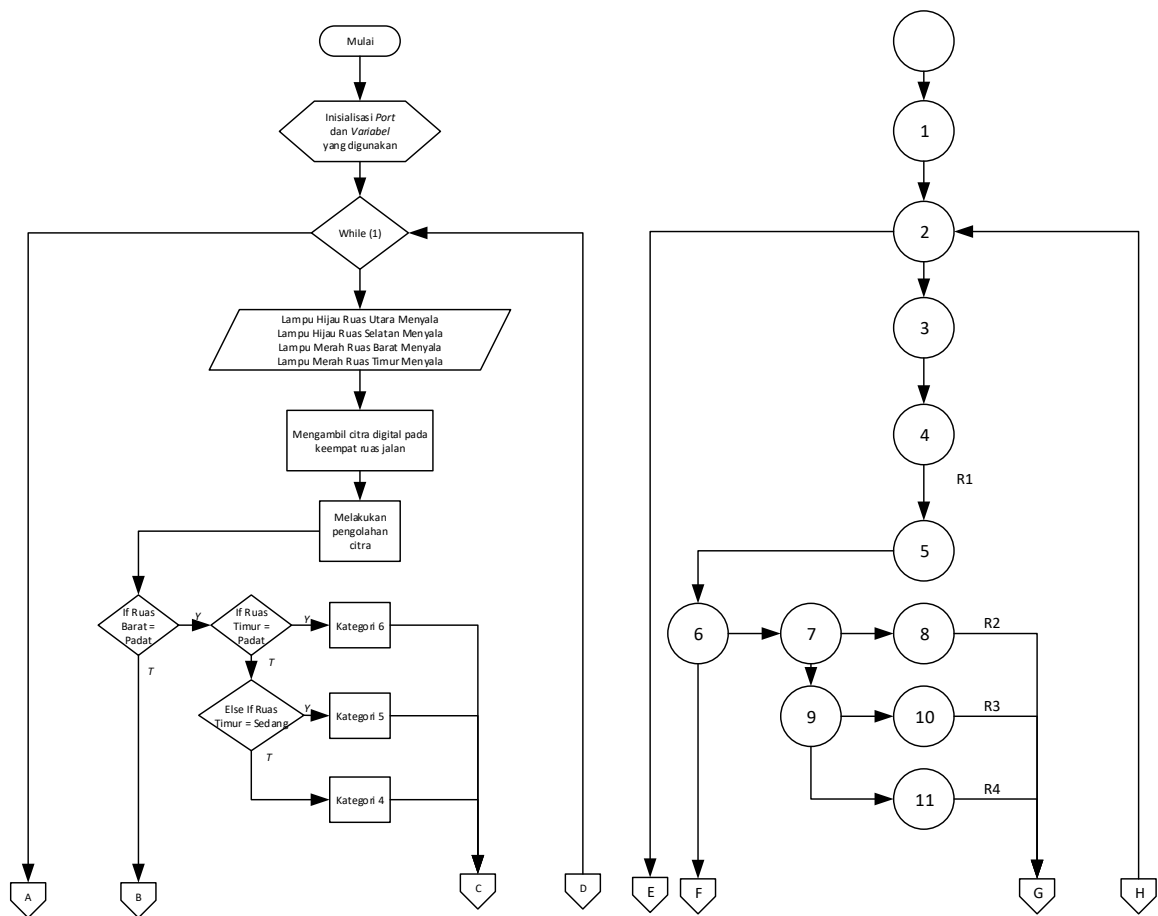 Mulai
Inisialisasi Port
dan Variabel
yang digunakan
While (1)
Lampu Hijau Ruas Utara Menyala
Lampu Hijau Ruas Selatan Menyala
Lampu Merah Ruas Barat Menyala
Lampu Merah Ruas Timur Menyala
Mengambil citra digital pada
keempat ruas jalan
Melakukan
pengolahan
citra
If Ruas
Barat =
Padat
Y
T
If Ruas
Timur =
Padat
Y
T
Kategori 6
Else If Ruas
Timur = Sedang
Y
T
Kategori 5
Kategori 4
A
B
C
D
1
2
3
4
R1
5
6
7
8
R2
9
10
R3
11
R4
E
F
G
H